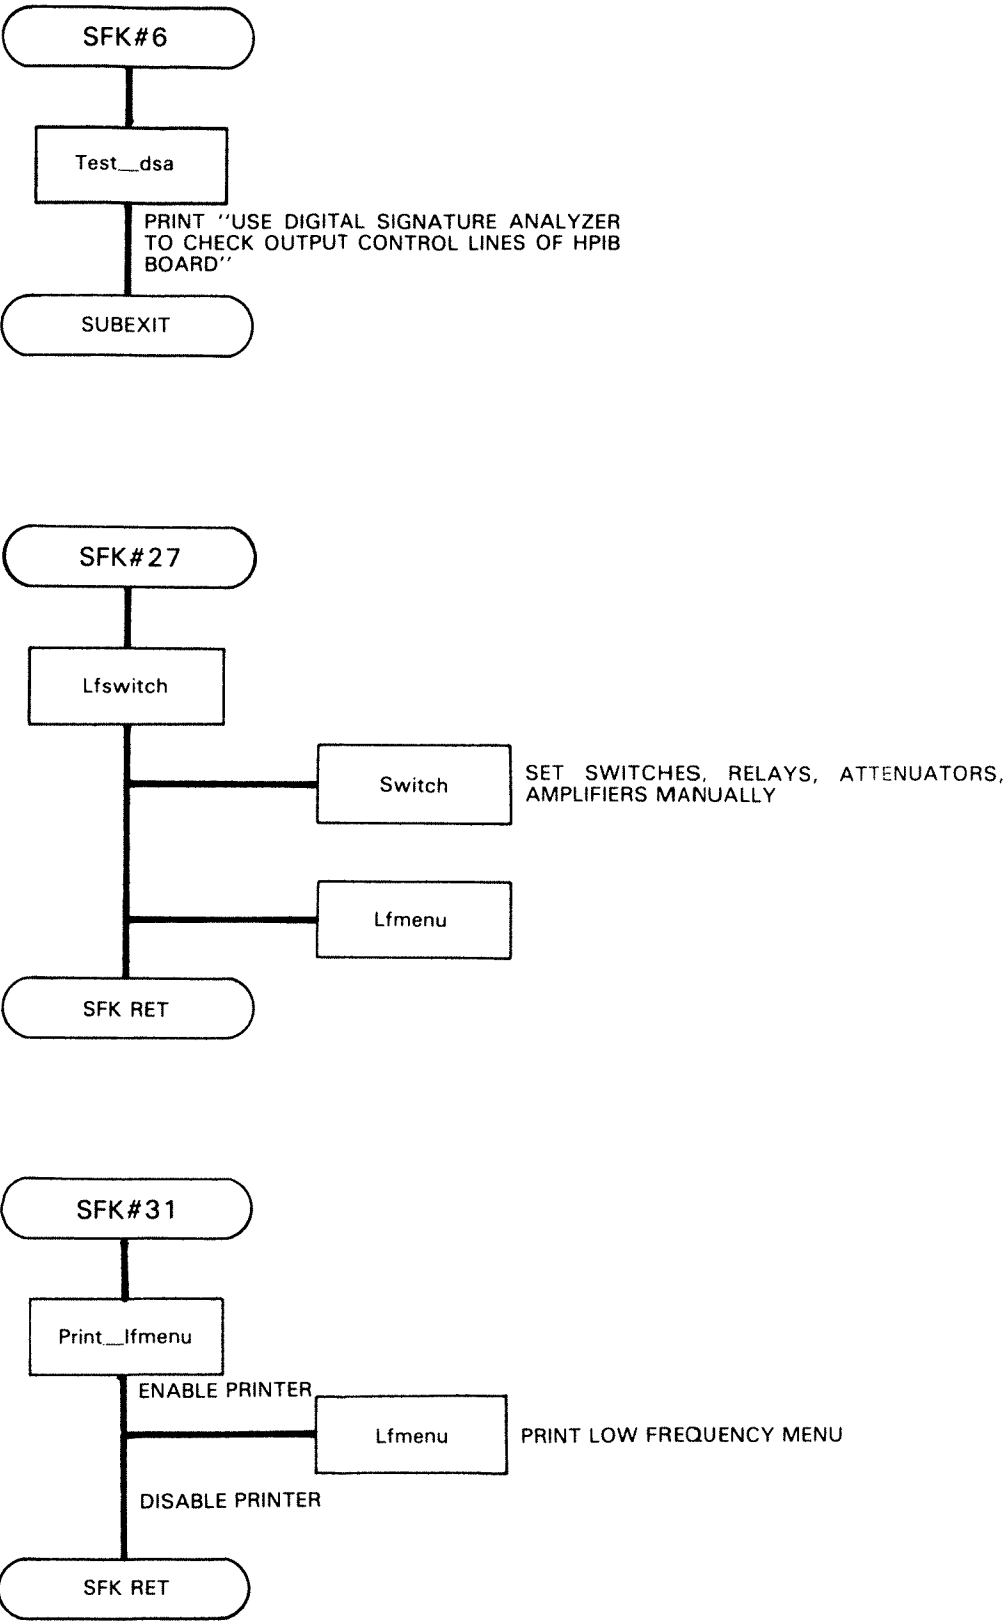 SFK#6
Test__dsa
PRINT "USE DIGITAL SIGNATURE ANALYZER
TO CHECK OUTPUT CONTROL LINES OF HPIB
BOARD"
SUBEXIT
SFK#27
Lfswitch
Switch
SET SWITCHES, RELAYS, ATTENUATORS,
AMPLIFIERS MANUALLY
Lfmenu
SFK RET
SFK#31
Print__lfmenu
ENABLE PRINTER
Lfmenu
PRINT LOW FREQUENCY MENU
DISABLE PRINTER
SFK RET